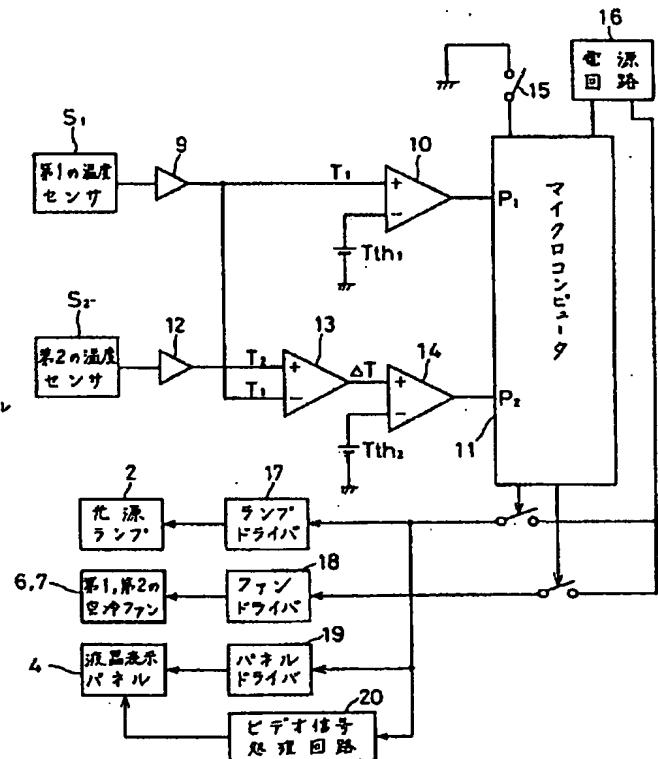 16
電源
回路
15
S₁
第1の温度
センサ
9
T₁
10
+
−
Tth₁
P₁
マイクロコンピュータ
S₂
第2の温度
センサ
12
T₂
T₁
13
+
−
ΔT
14
+
−
Tth₂
P₂
11
2
光源
ランプ
17
ランプ
ドライバ
6,7
第1,第2の
空冷ファン
18
ファン
ドライバ
4
液晶表示
パネル
19
パネル
ドライバ
20
ビデオ信号
処理回路